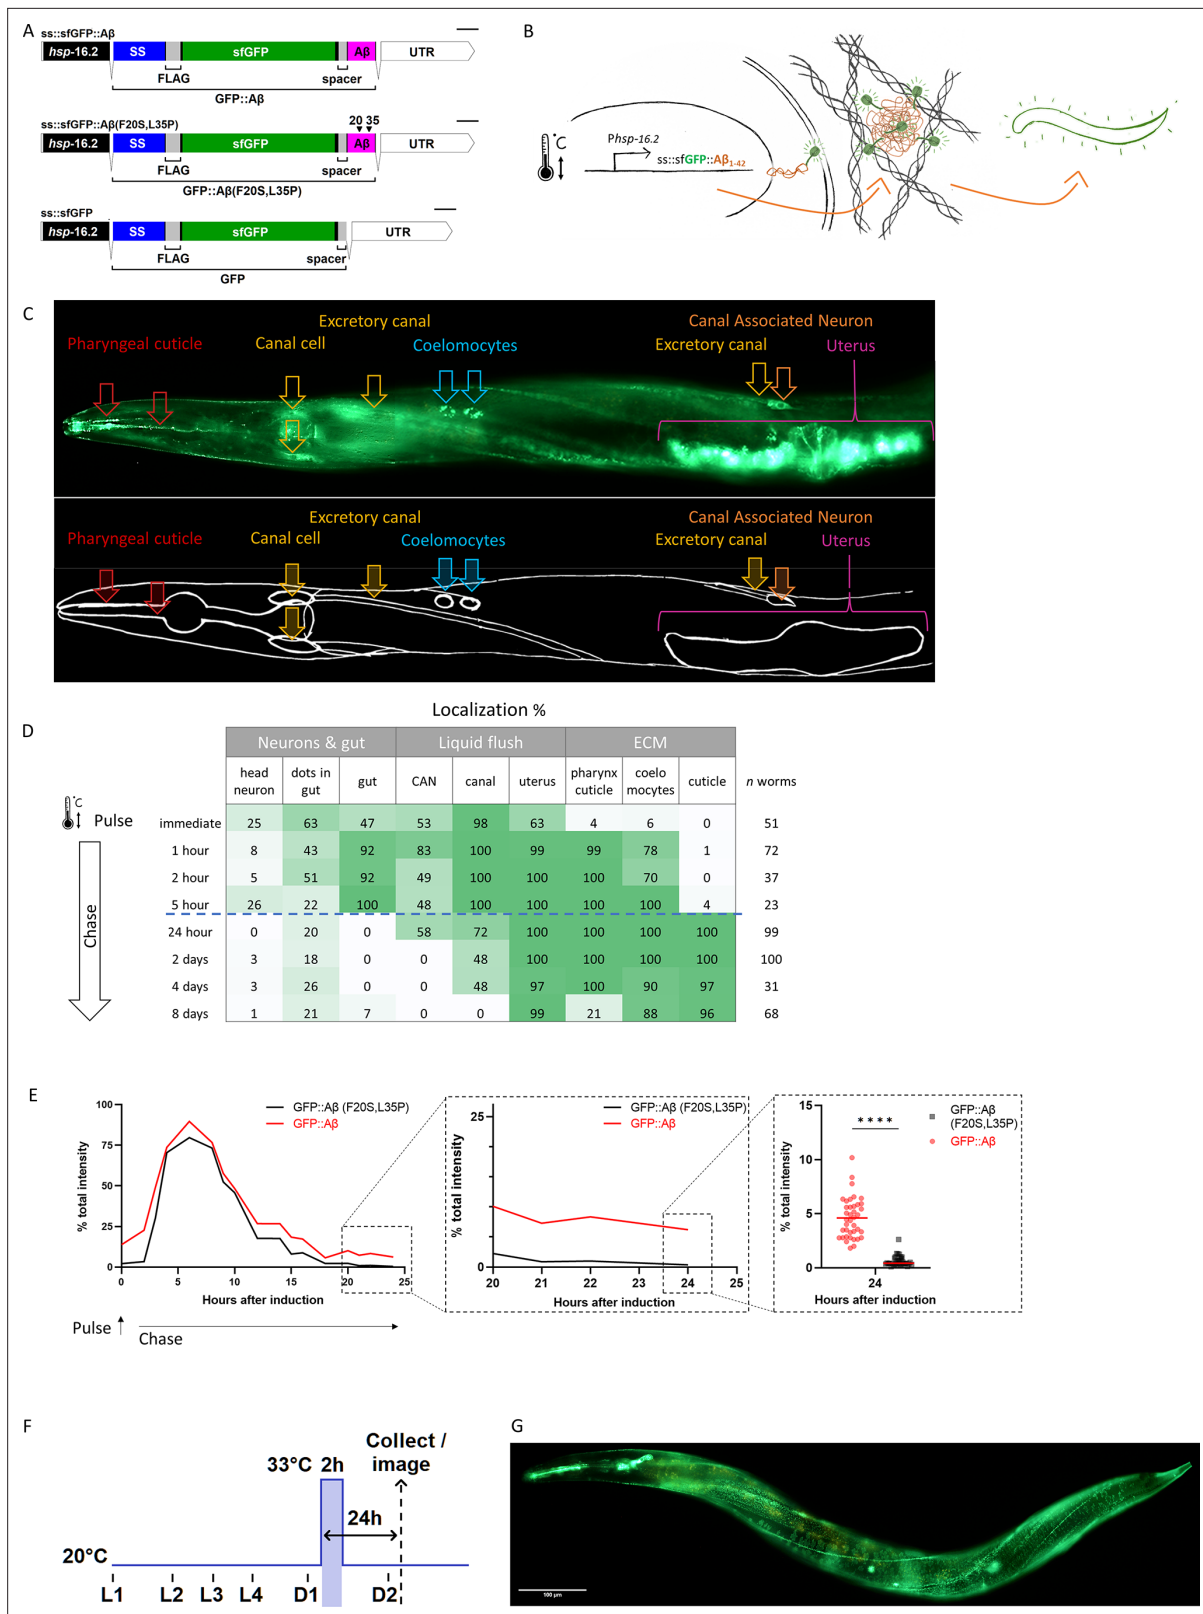 A
ss::sfGFP::Aβ
hsp-16.2 SS sfGFP Aβ UTR
FLAG spacer
GFP::Aβ
ss::sfGFP::Aβ(F20S,L35P) 20 35
hsp-16.2 SS sfGFP Aβ UTR
FLAG spacer
GFP::Aβ(F20S,L35P)
ss::sfGFP
hsp-16.2 SS sfGFP UTR
FLAG spacer
GFP
B
°C
Phsp-16.2
ss::sfGFP::Aβ1-42
C
Excretory canal Canal Associated Neuron
Pharyngeal cuticle Canal cell Coelomocytes Excretory canal Uterus
Excretory canal Canal Associated Neuron
Pharyngeal cuticle Canal cell Coelomocytes Excretory canal Uterus
D
Localization %
Neurons & gut Liquid flush ECM
head neuron dots in gut gut CAN canal uterus pharynx cuticle coelo mocytes cuticle n worms
°C Pulse
Chase
immediate 25 63 47 53 98 63 4 6 0 51
1 hour 8 43 92 83 100 99 99 78 1 72
2 hour 5 51 92 49 100 100 100 70 0 37
5 hour 26 22 100 48 100 100 100 100 4 23
24 hour 0 20 0 58 72 100 100 100 100 99
2 days 3 18 0 0 48 100 100 100 100 100
4 days 3 26 0 0 48 97 100 90 97 31
8 days 1 21 7 0 0 99 21 88 96 68
E
% total intensity
100
75
50
25
0
0 5 10 15 20 25
Hours after induction
GFP::Aβ (F20S,L35P)
GFP::Aβ
Pulse
Chase
% total intensity
25
0
20 21 22 23 24 25
Hours after induction
GFP::Aβ (F20S,L35P)
GFP::Aβ
% total intensity
15
10
5
0
****
24
Hours after induction
GFP::Aβ
(F20S,L35P)
GFP::Aβ
F
Collect /
image
33°C 2h
24h
20°C
L1 L2 L3 L4 D1 D2
G
100 μm